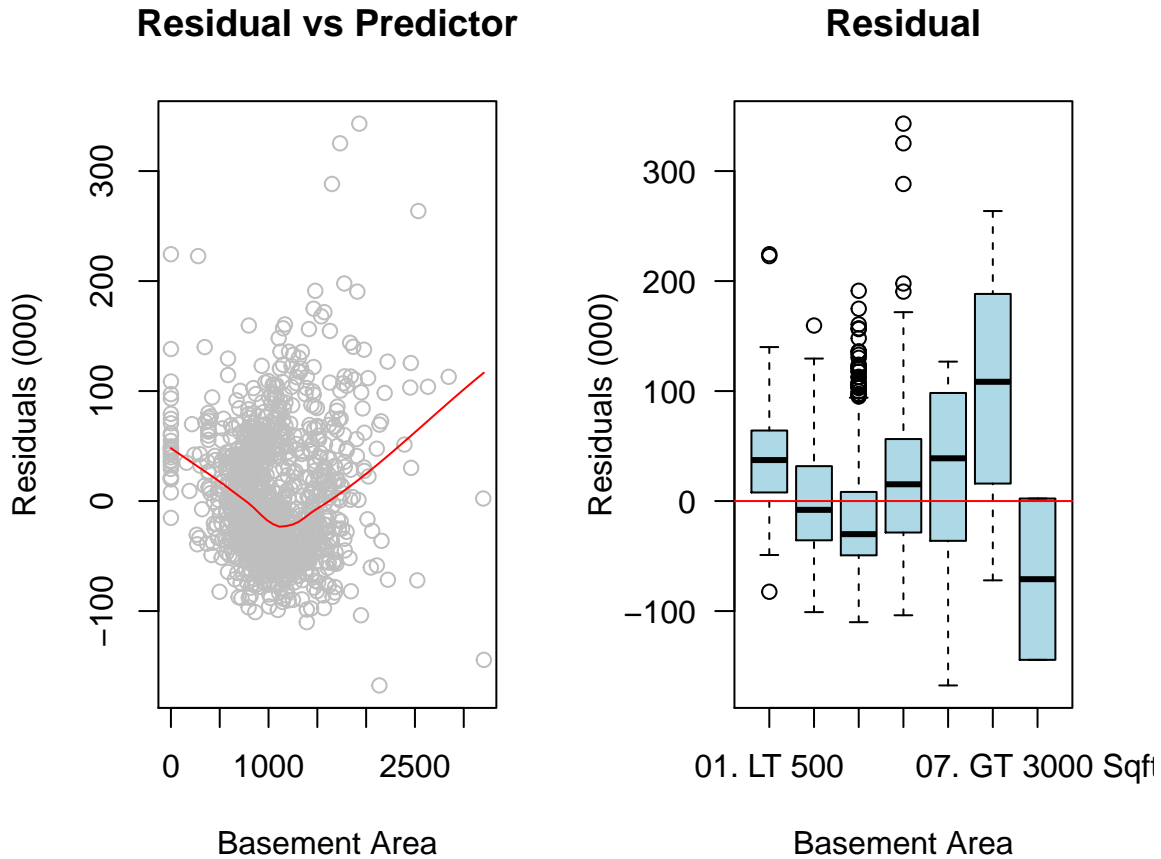 Residual vs Predictor
Residuals (000)
300
200
100
0
−100
0
1000
2500
Basement Area
Residual
Residuals (000)
300
200
100
0
−100
01. LT 500
07. GT 3000 Sqft
Basement Area